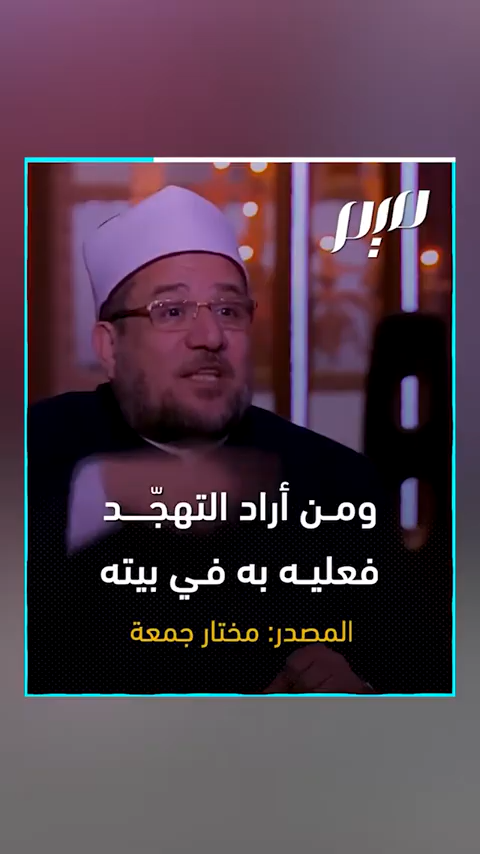 ومن أراد التهجّد
فعليه به في بيته
المصدر: مختار جمعة